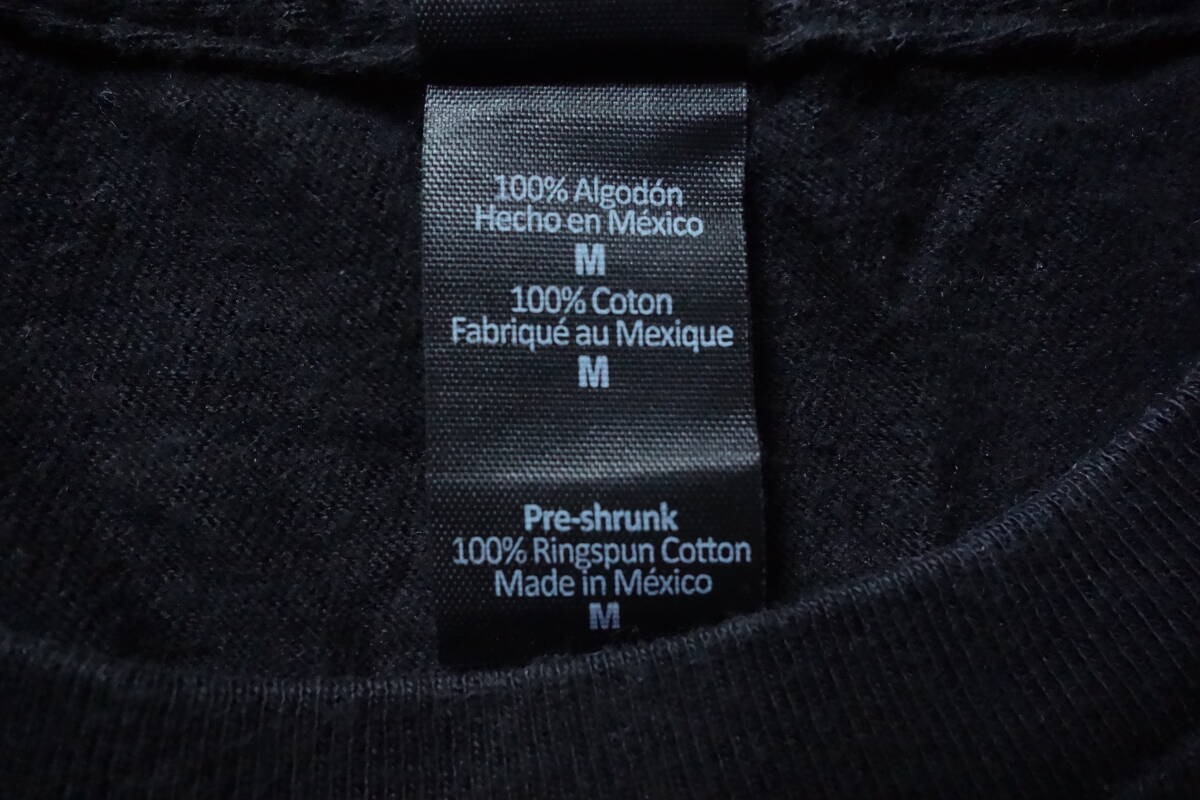 100% Algodón
Hecho en México
M
100% Coton
Fabriqué au Mexique
M
Pre-shrunk
100% Ringspun Cotton
Made in México
M